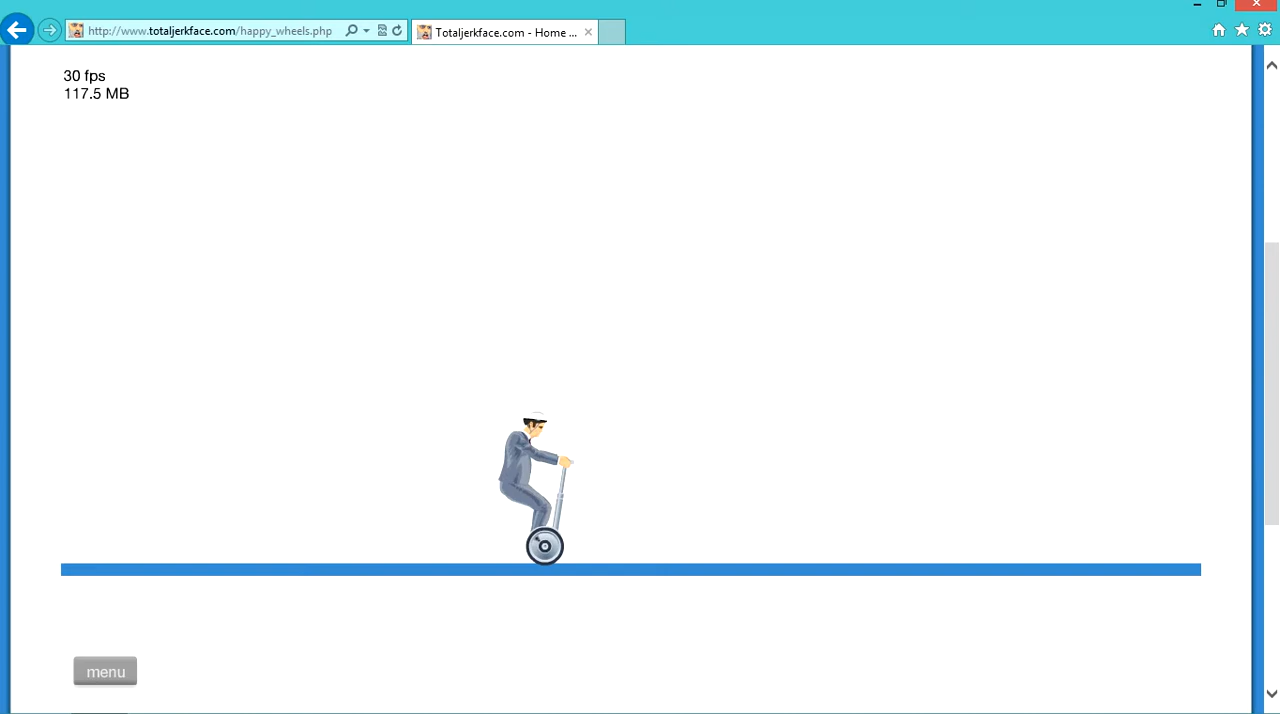 http://www.totaljerkface.com/happy_wheels.php
Totaljerkface.com - Home ...
30 fps
117.5 MB
menu